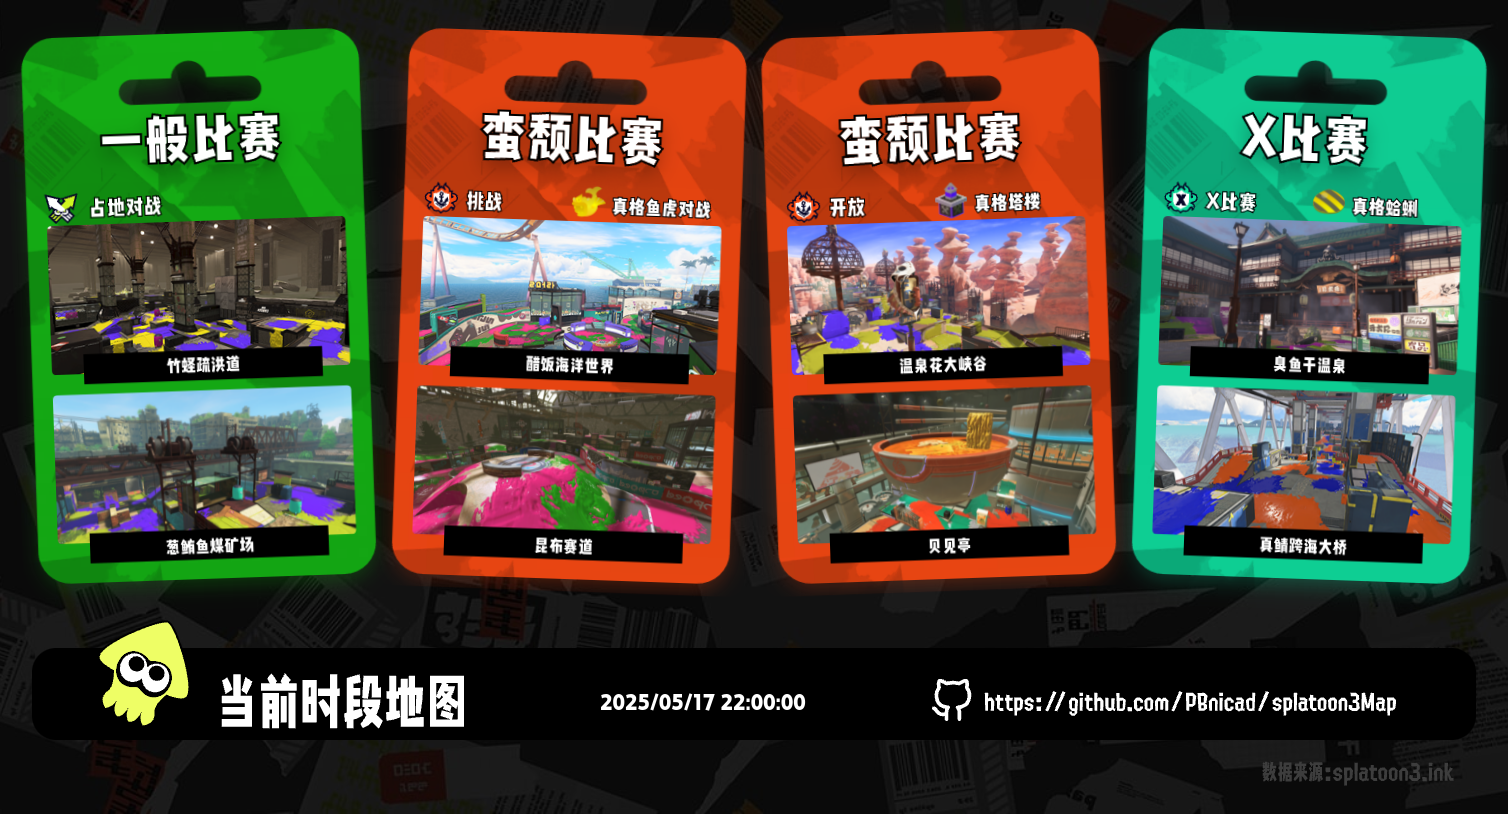 一般比赛
占地对战
竹蛏疏洪道
葱鲔鱼煤矿场
蛮颓比赛
挑战
真格鱼虎对战
醋饭海洋世界
昆布赛道
蛮颓比赛
开放
真格塔楼
温泉花大峡谷
贝贝亭
X比赛
X比赛
真格蛤蜊
臭鱼干温泉
真鲭跨海大桥
当前时段地图
2025/05/17 22:00:00
https://github.com/PBnicad/splatoon3Map
数据来源:splatoon3.ink